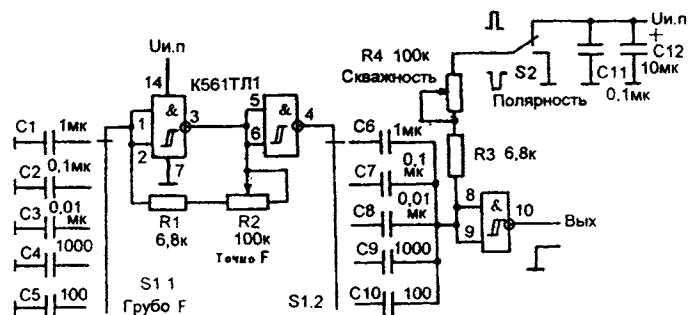 Uи.п
14
К561ТЛ1
&
3
1
2
7
5
6
&
4
C1
1мк
C2
0,1мк
C3
0,01
мк
C4
1000
C5
100
R1
6,8к
R2
100к
Точно F
S1.1
Грубо F
S1.2
R4 100к
Скважность
S2
Полярность
Uи.п
+
C12
10мк
C11
0,1мк
C6
1мк
C7
0,1
мк
C8
0,01
мк
C9
1000
C10
100
R3 6,8к
8
9
&
10
Вых